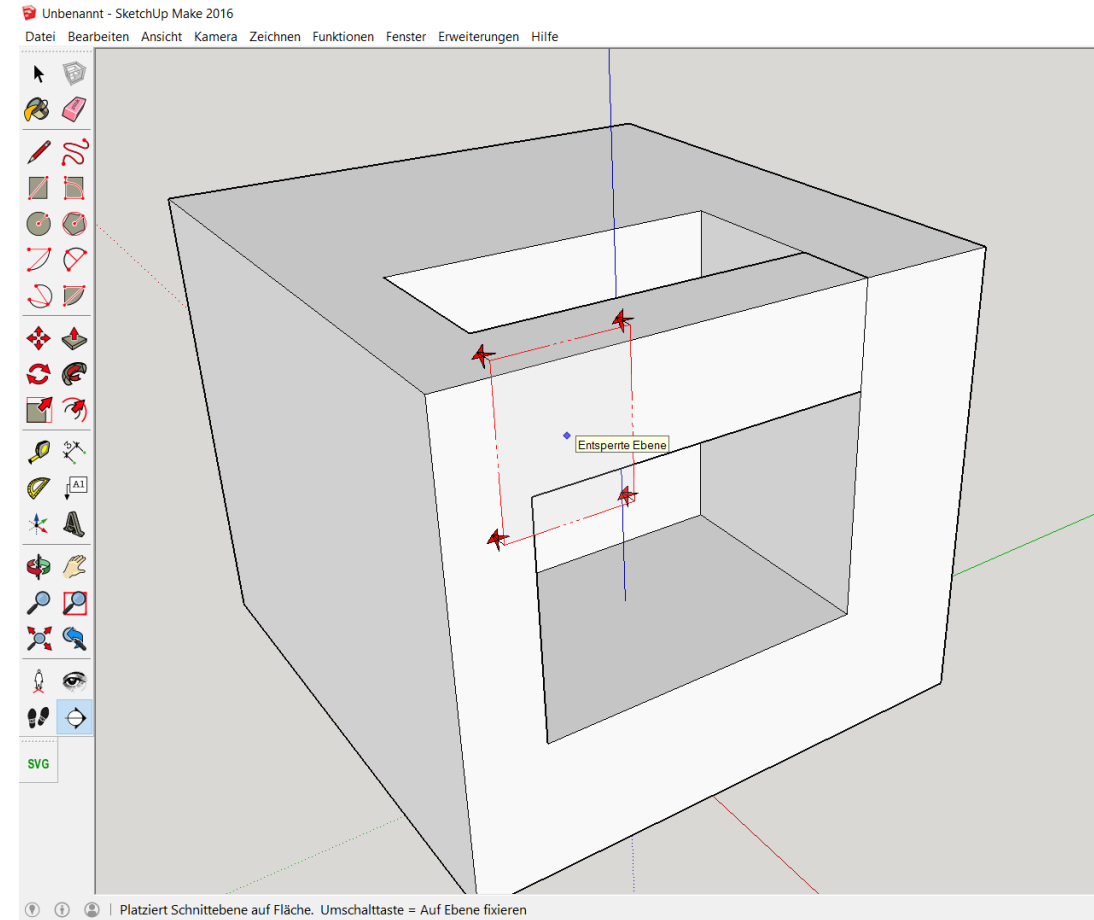 Unbenannt - SketchUp Make 2016
Datei Bearbeiten Ansicht Kamera Zeichnen Funktionen Fenster Erweiterungen Hilfe
A1
Entsperrte Ebene
SVG
Platziert Schnittebene auf Fläche. Umschalttaste = Auf Ebene fixieren